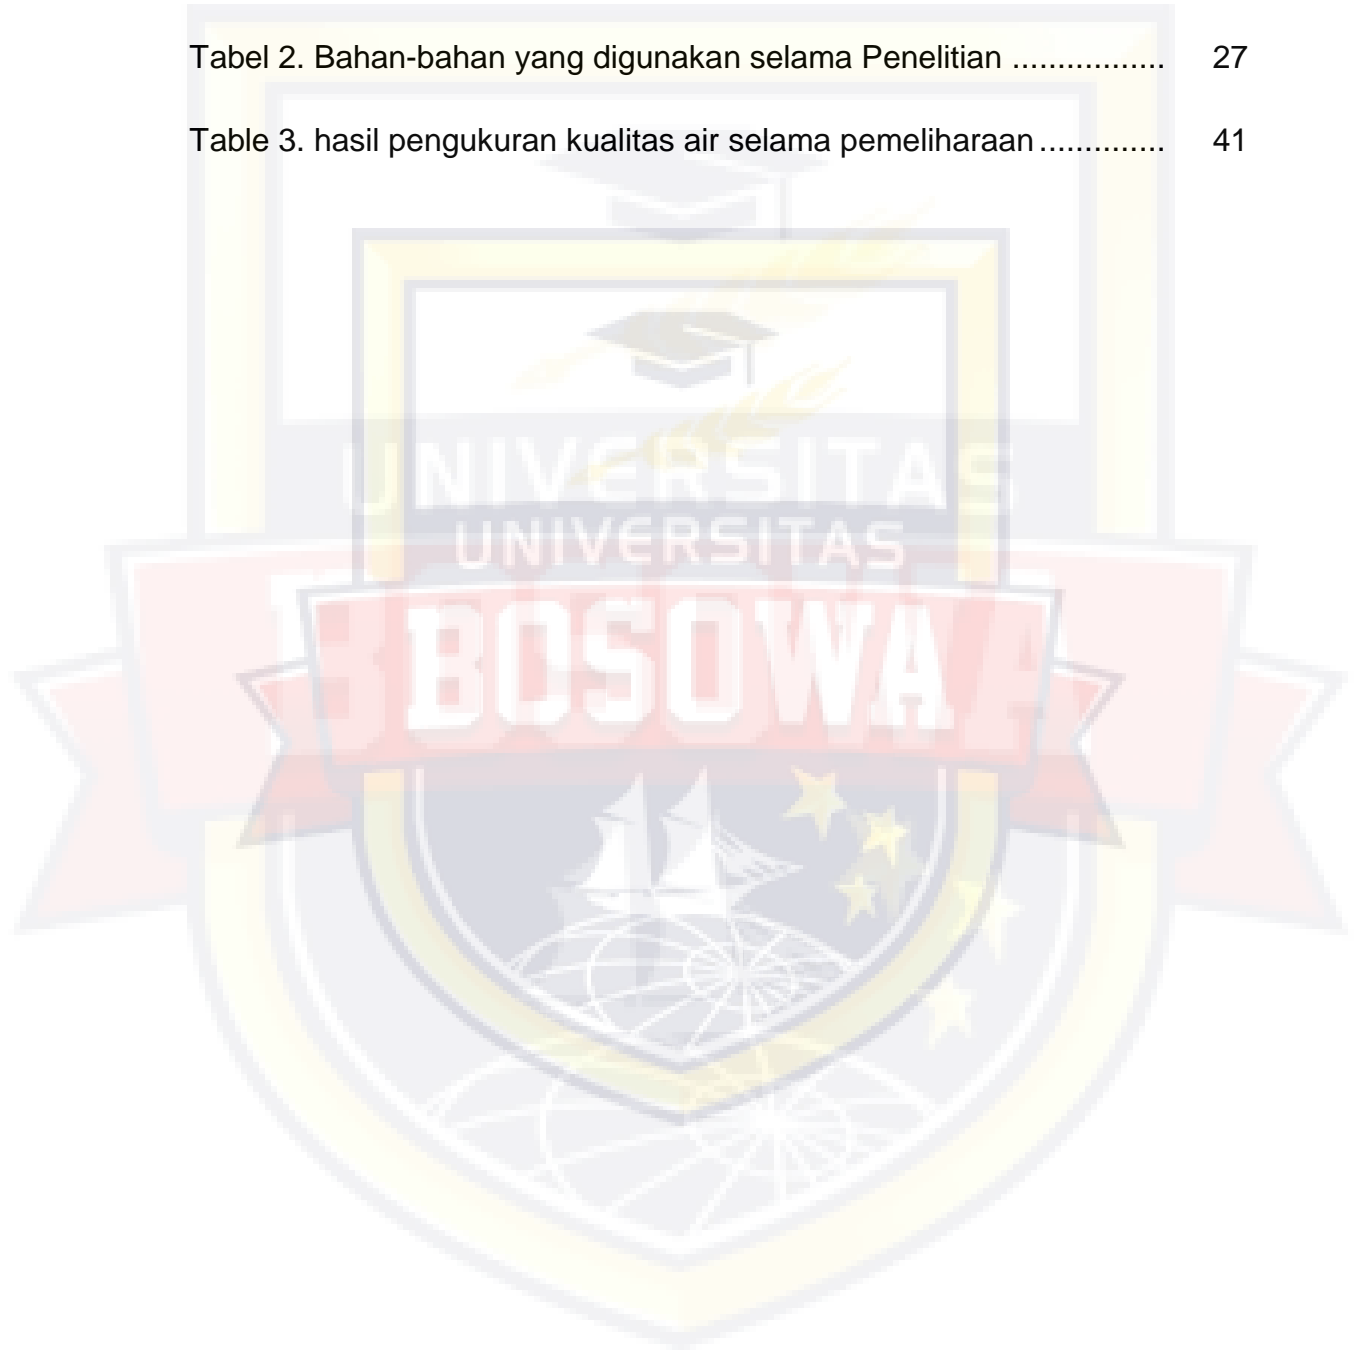 Tabel 2. Bahan-bahan yang digunakan selama Penelitian ................. 27
Table 3. hasil pengukuran kualitas air selama pemeliharaan .............. 41
UNIVERSITAS
UNIVERSITAS
BOSOWA
BOSOWA